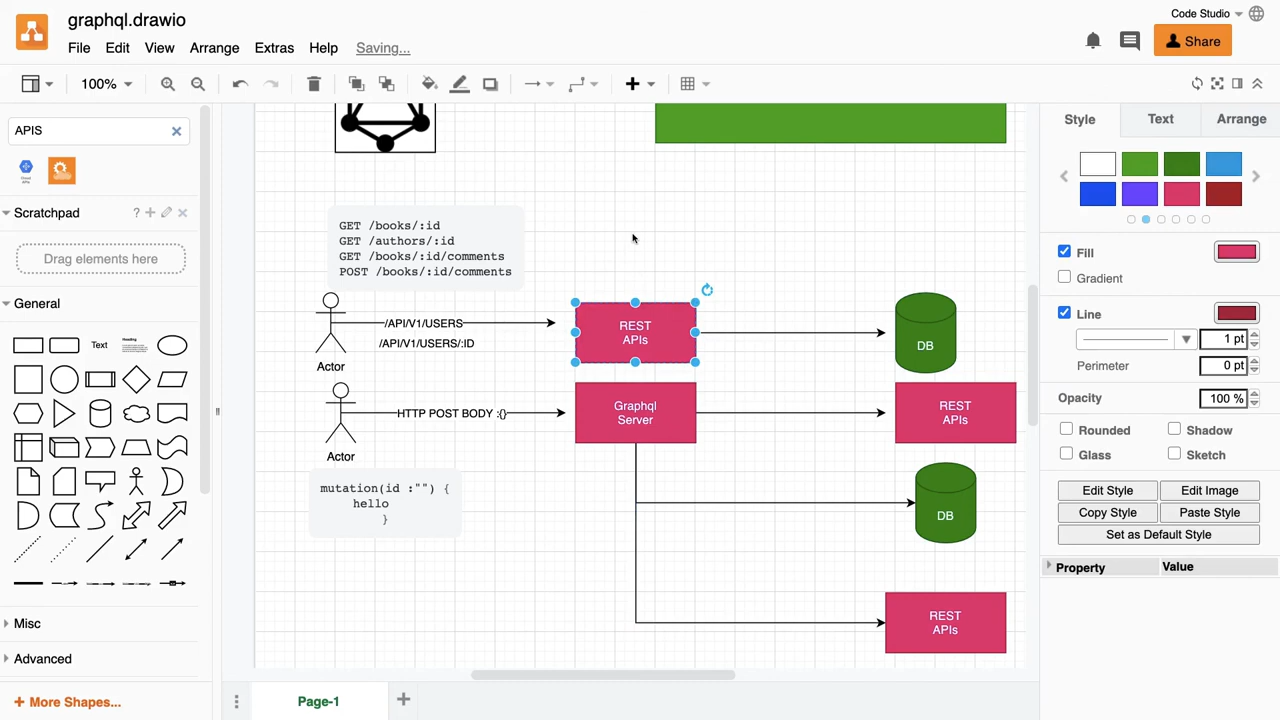 graphql.drawio
Code Studio
File Edit View Arrange Extras Help Saving...
Share
100%
APIS
Style Text Arrange
Scratchpad
?
Drag elements here
General
Text
Heading
Misc
Advanced
+ More Shapes...
GET /books/:id
GET /authors/:id
GET /books/:id/comments
POST /books/:id/comments
/API/V1/USERS
/API/V1/USERS/:ID
Actor
REST
APIs
DB
HTTP POST BODY :{}
Actor
Graphql
Server
REST
APIs
mutation(id :"") {
hello
}
DB
REST
APIs
Page-1
Fill
Gradient
Line
1 pt
Perimeter
0 pt
Opacity
100 %
Rounded
Shadow
Glass
Sketch
Edit Style
Edit Image
Copy Style
Paste Style
Set as Default Style
Property
Value